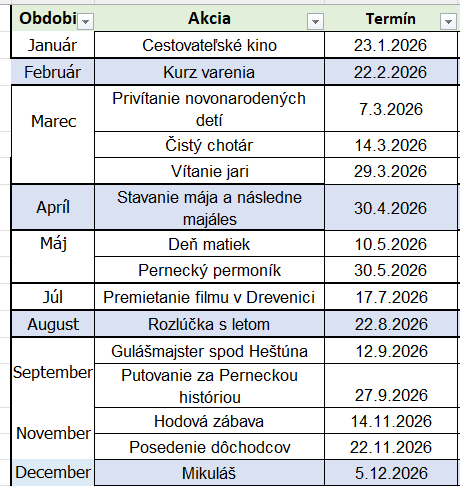 Obdobi Akcia Termín
Január Cestovateľské kino 23.1.2026
Február Kurz varenia 22.2.2026
Marec
Privítanie novonarodených
detí 7.3.2026
Čistý chotár 14.3.2026
Vítanie jari 29.3.2026
Apríl
Stavanie mája a následne
majáles 30.4.2026
Máj Deň matiek 10.5.2026
Pernecký permoník 30.5.2026
Júl Premietanie filmu v Drevenici 17.7.2026
August Rozlúčka s letom 22.8.2026
September
Gulášmajster spod Heštúna 12.9.2026
Putovanie za Perneckou
históriou 27.9.2026
November
Hodová zábava 14.11.2026
Posedenie dôchodcov 22.11.2026
December Mikuláš 5.12.2026